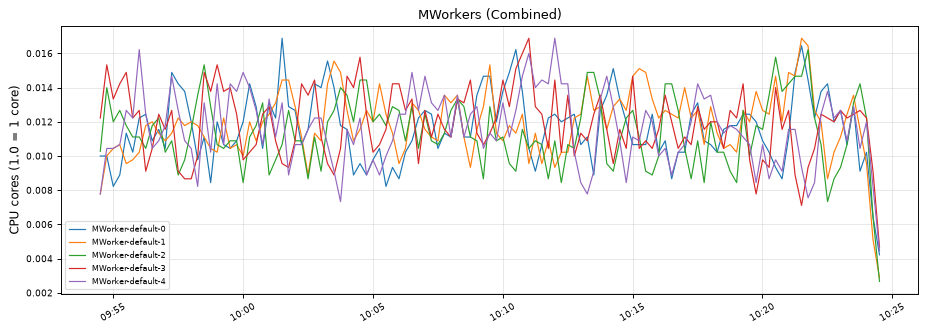 MWorkers (Combined)
CPU cores (1.0 = 1 core)
0.016
0.014
0.012
0.010
0.008
0.006
0.004
0.002
MWorker-default-0
MWorker-default-1
MWorker-default-2
MWorker-default-3
MWorker-default-4
09:55
10:00
10:05
10:10
10:15
10:20
10:25